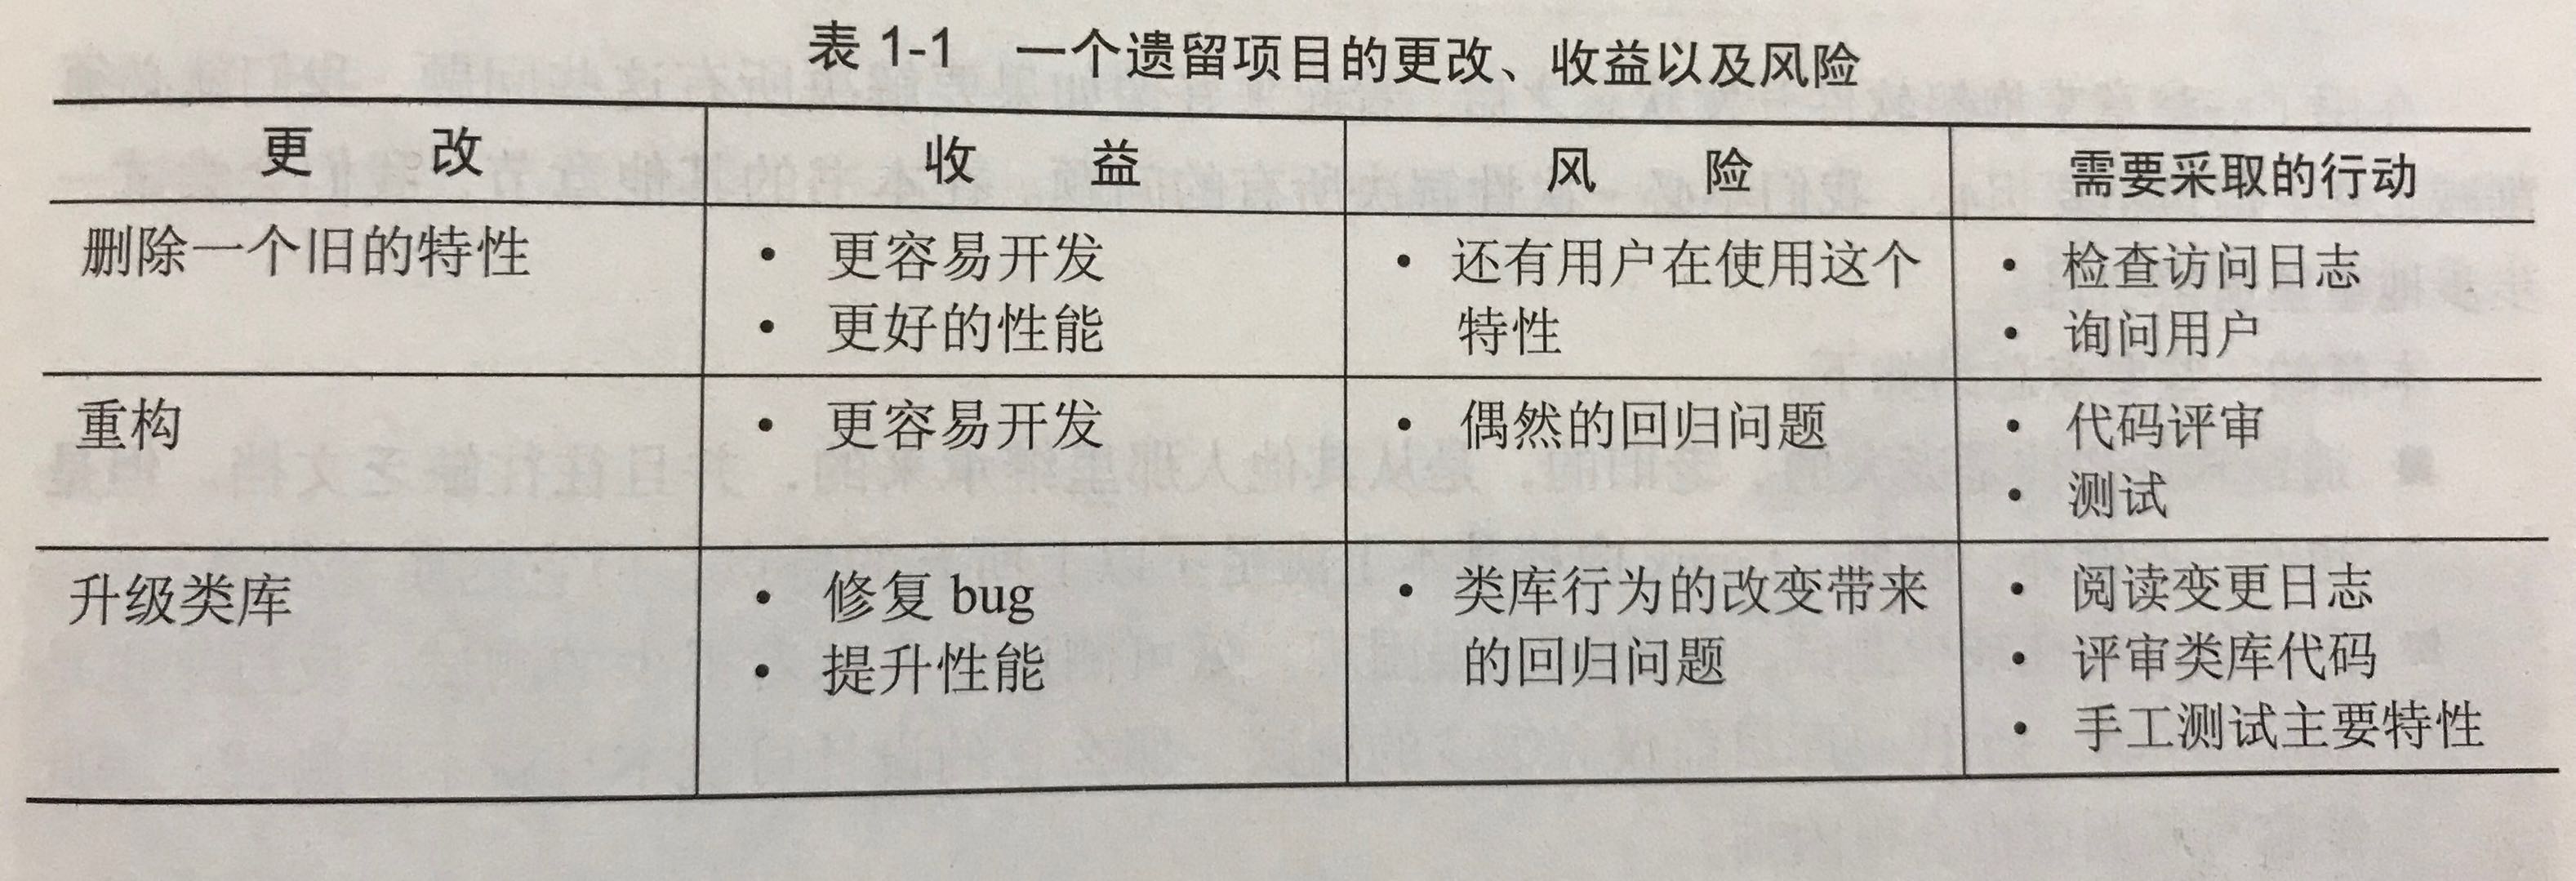 表 1-1 一个遗留项目的更改、收益以及风险
更 改
收 益
风 险
需要采取的行动
删除一个旧的特性
• 更容易开发
• 更好的性能
• 还有用户在使用这个
特性
• 检查访问日志
• 询问用户
重构
• 更容易开发
• 偶然的回归问题
• 代码评审
• 测试
升级类库
• 修复 bug
• 提升性能
• 类库行为的改变带来
的回归问题
• 阅读变更日志
• 评审类库代码
• 手工测试主要特性